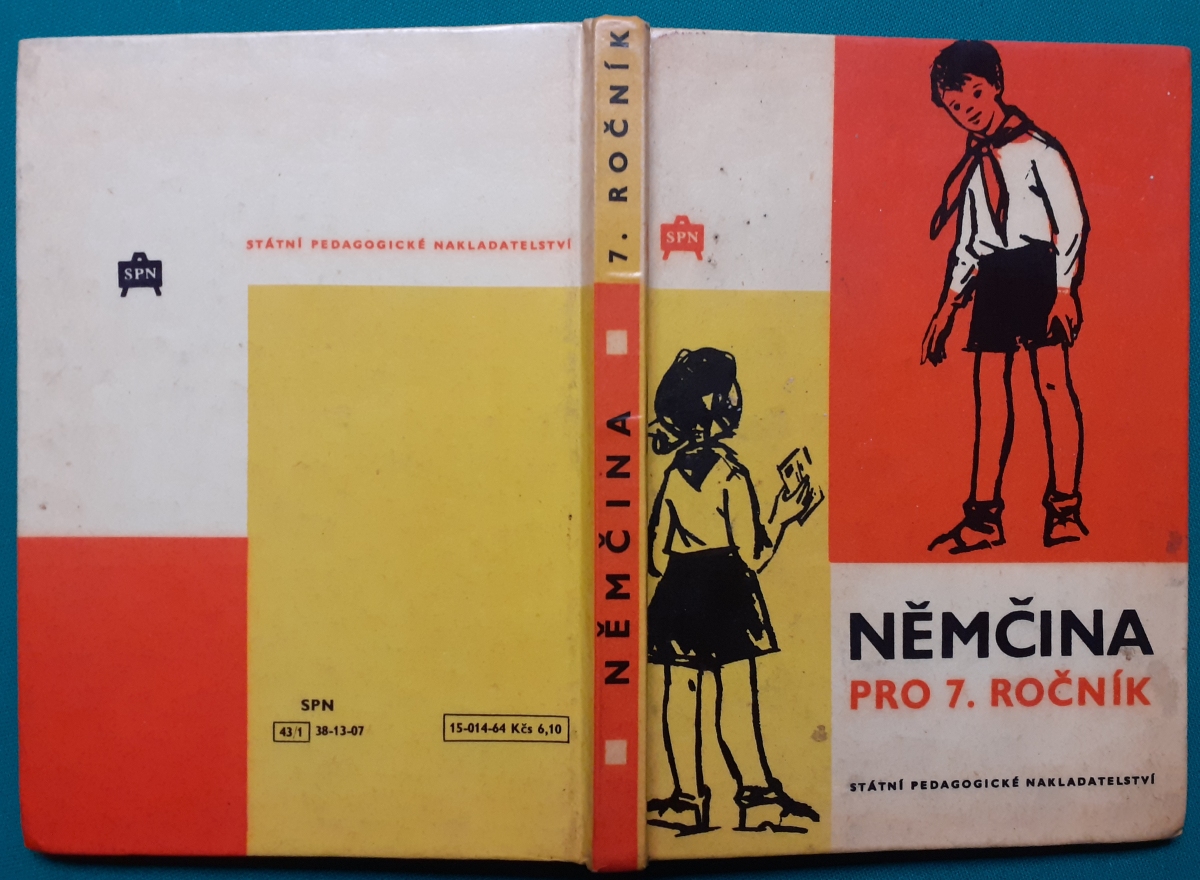 STÁTNÍ PEDAGOGICKÉ NAKLADATELSTVÍ
SPN
SPN
43/1 38-13-07
15-014-64 Kčs 6,10
NĚMČINA
7. ROČNÍK
SPN
NĚMČINA
PRO 7. ROČNÍK
STÁTNÍ PEDAGOGICKÉ NAKLADATELSTVÍ